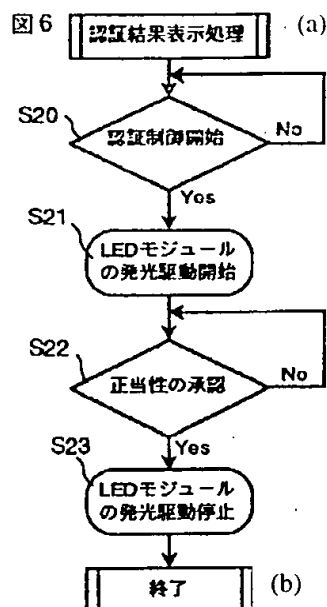 図6
認証結果表示処理
(a)
S20
認証制御開始
No
Yes
S21
LEDモジュール
の発光駆動開始
S22
正当性の承認
No
Yes
S23
LEDモジュール
の発光駆動停止
終了
(b)